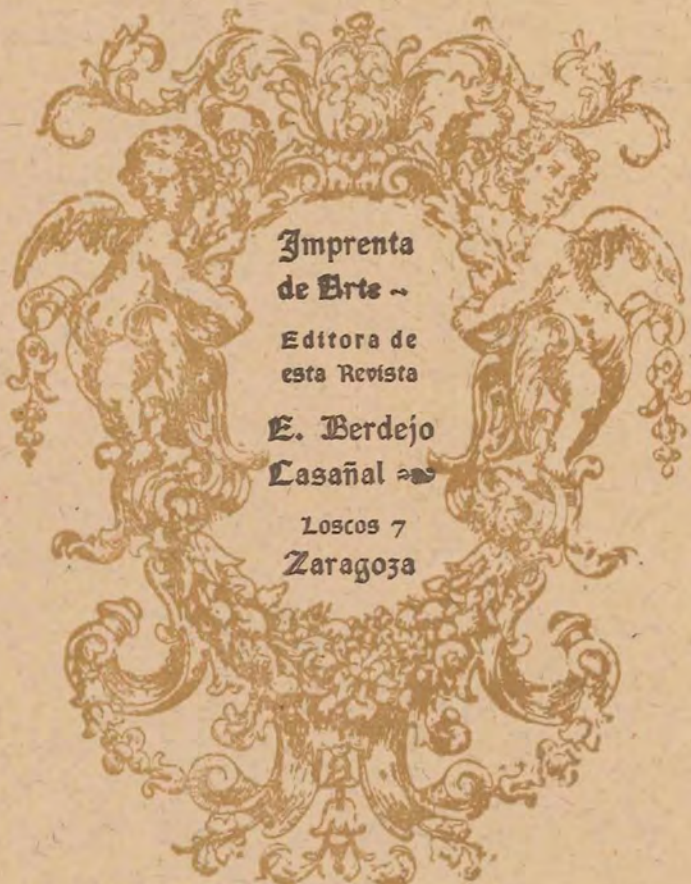 Imprenta
de Arte ~
Editora de
esta Revista
E. Berdejo
Casañal
Loscos 7
Zaragoza